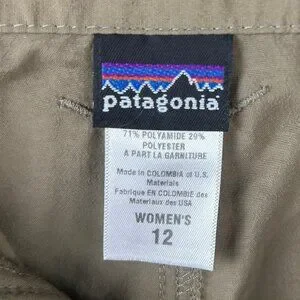 patagonia
71% POLYAMIDE 29%
POLYESTER
A PART LA GARNITURE
Made in COLOMBIA of U.S.
Materials
Fabrique EN COLOMBIE des
Materiaux des USA
WOMEN'S
12